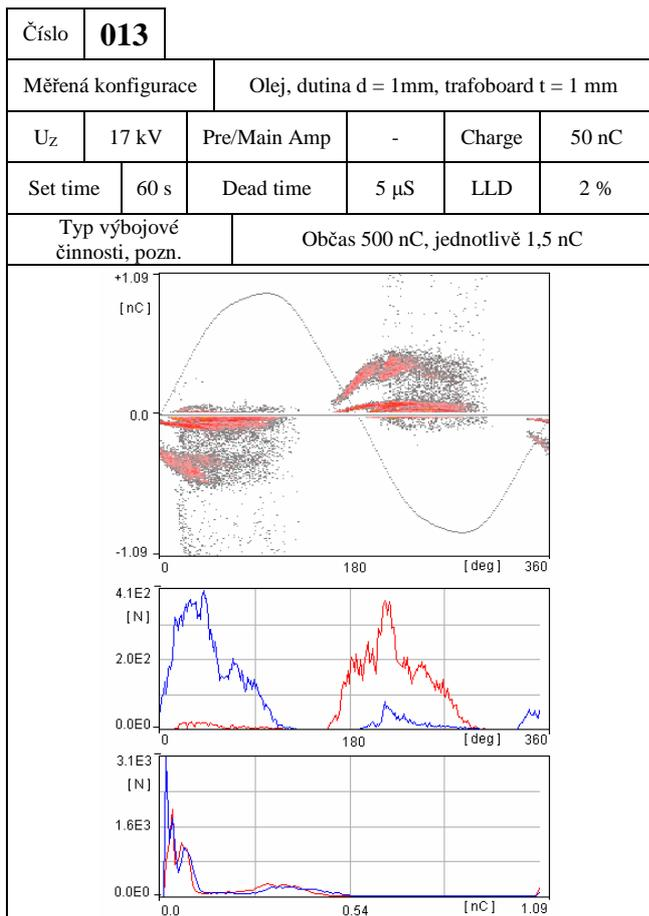 Číslo 013
Měřená konfigurace Olej, dutina d = 1mm, trafoboard t = 1 mm
UZ 17 kV Pre/Main Amp - Charge 50 nC
Set time 60 s Dead time 5 μS LLD 2 %
Typ výbojové
činnosti, pozn. Občas 500 nC, jednotlivě 1,5 nC
+1.09
[nC]
0.0
-1.09
0 180 [deg] 360
4.1E2
[N]
2.0E2
0.0E0
0 180 [deg] 360
3.1E3
[N]
1.6E3
0.0E0
0.0 0.54 [nC] 1.09